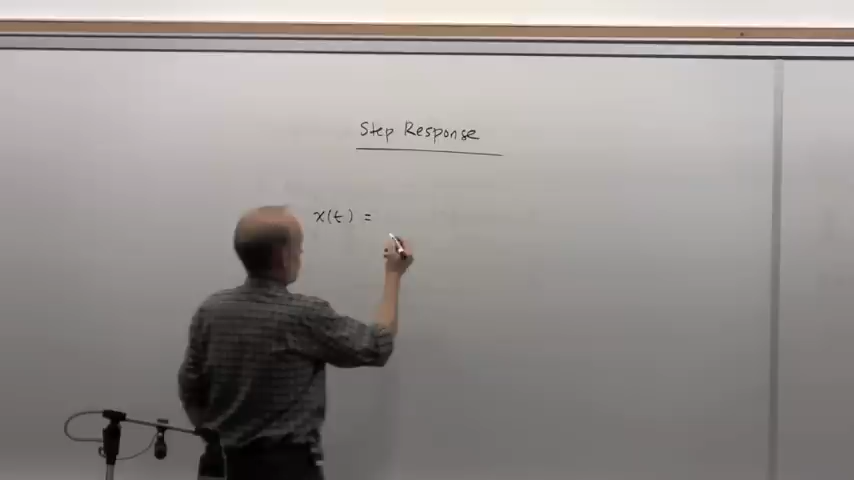 Step Response
x(t) =